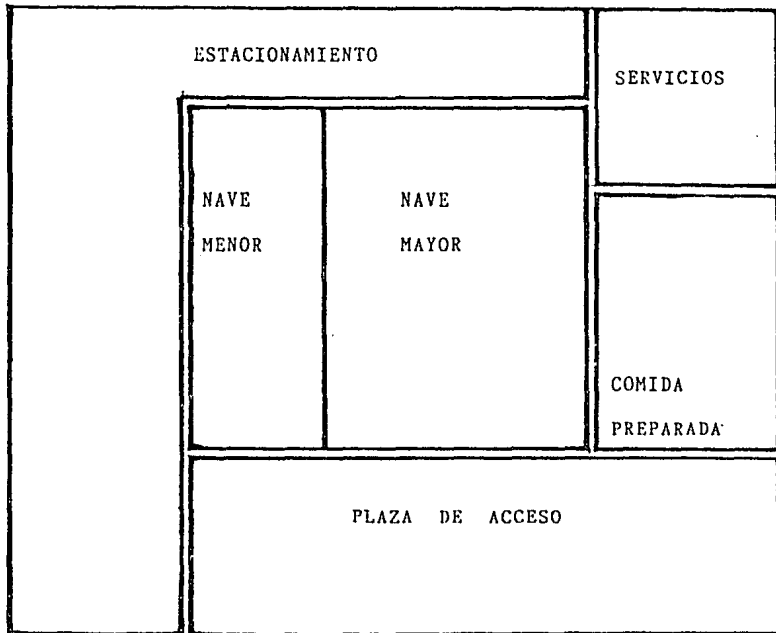 ESTACIONAMIENTO
SERVICIOS
NAVE
MENOR
NAVE
MAYOR
COMIDA
PREPARADA
PLAZA DE ACCESO